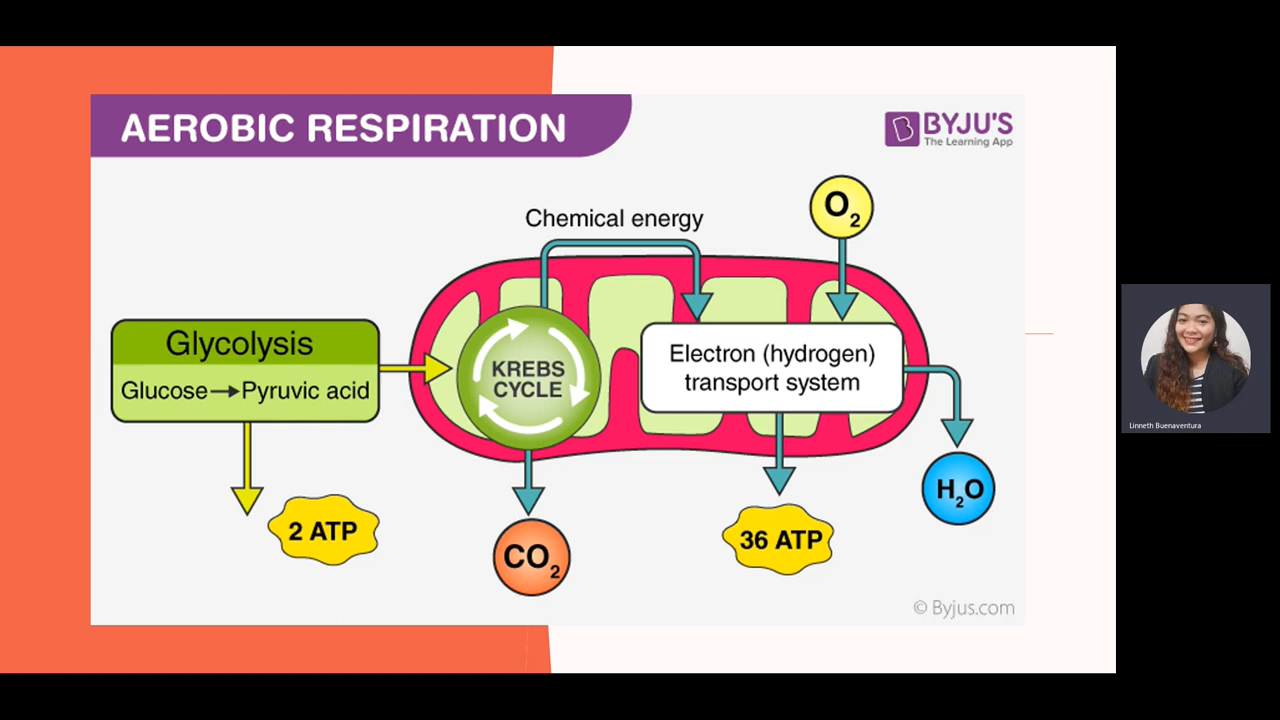 AEROBIC RESPIRATION
BYJU'S
The Learning App
Chemical energy
O2
Glycolysis
Glucose→Pyruvic acid
KREBS
CYCLE
Electron (hydrogen)
transport system
2 ATP
CO2
36 ATP
H2O
© Byjus.com
Linneth Buenaventura